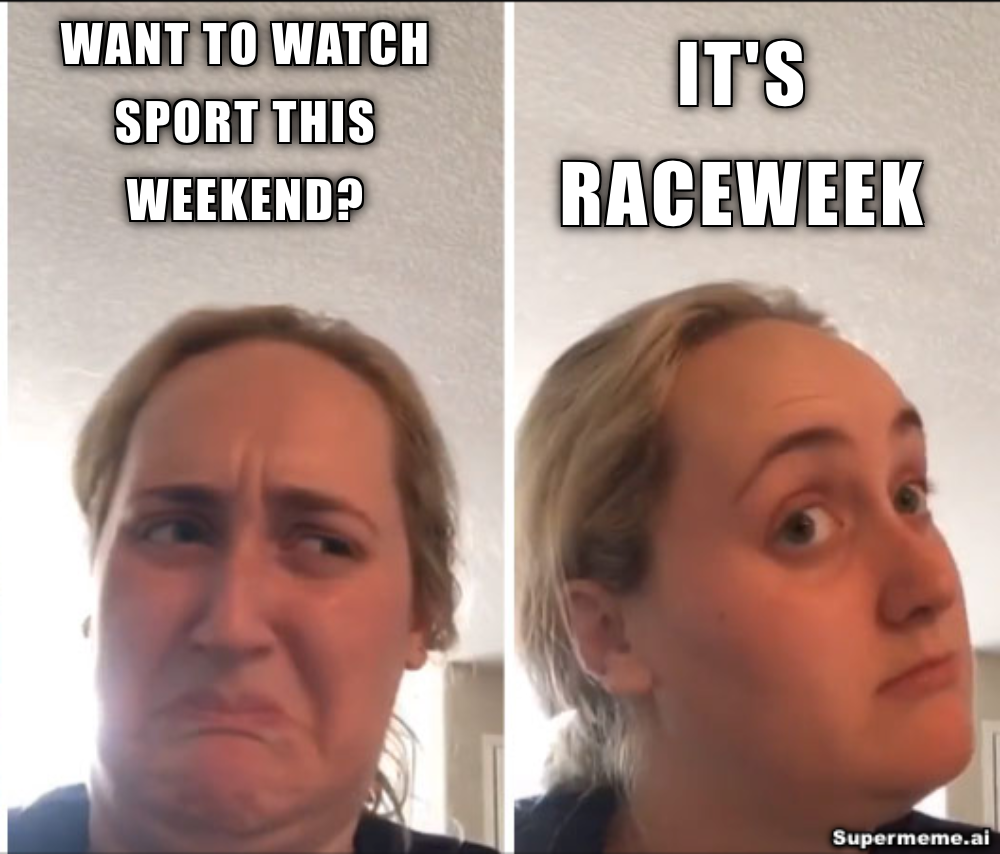 WANT TO WATCH
SPORT THIS
WEEKEND?
IT'S
RACEWEEK
Supermeme.ai